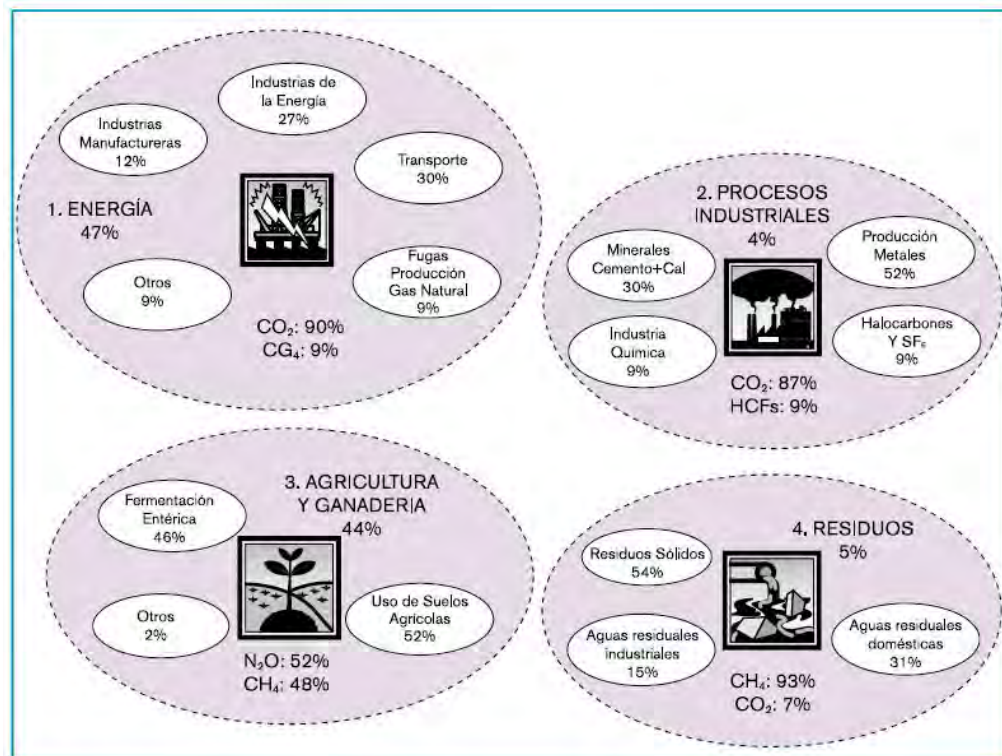 1. ENERGÍA
47%
Industrias
Manufactureras
12%
Industrias de
la Energía
27%
Transporte
30%
Otros
9%
Fugas
Producción
Gas Natural
9%
CO₂: 90%
CG₄: 9%
2. PROCESOS
INDUSTRIALES
4%
Minerales
Cemento+Cal
30%
Producción
Metales
52%
Industria
Química
9%
Halocarbones
Y SF₆
9%
CO₂: 87%
HCFs: 9%
3. AGRICULTURA
Y GANADERIA
44%
Fermentación
Entérica
46%
Otros
2%
Uso de Suelos
Agrícolas
52%
N₂O: 52%
CH₄: 48%
4. RESIDUOS
5%
Residuos Sólidos
54%
Aguas residuales
industriales
15%
Aguas residuales
domésticas
31%
CH₄: 93%
CO₂: 7%